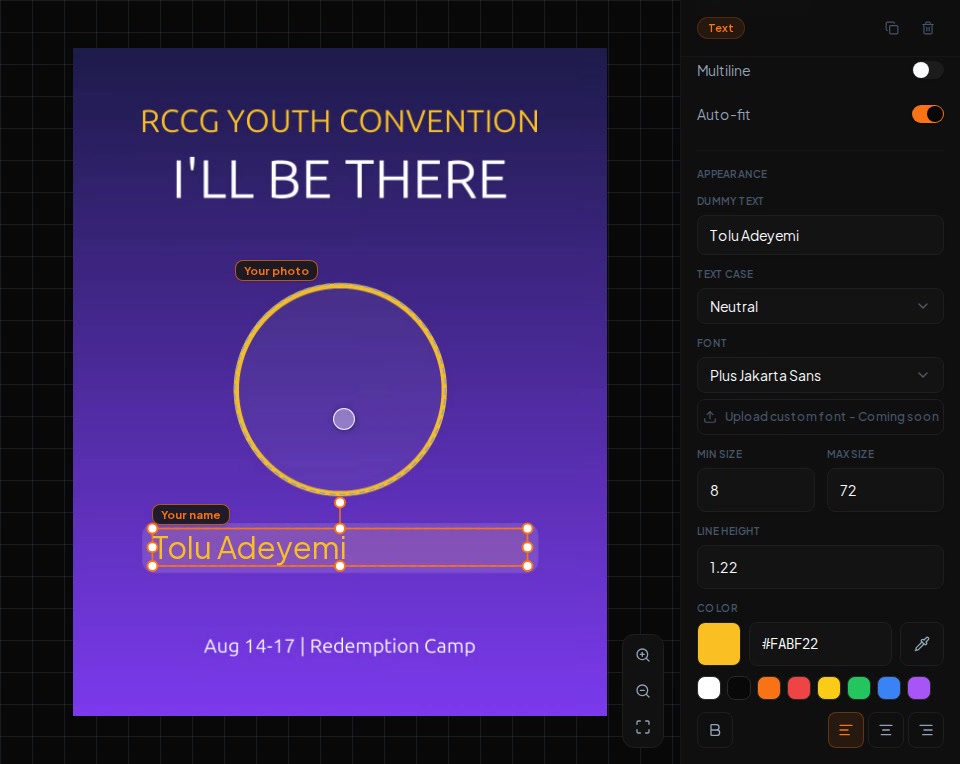 RCCG YOUTH CONVENTION
I'LL BE THERE
Your photo
Your name
Tolu Adeyemi
Aug 14-17 | Redemption Camp
Text
Multiline
Auto-fit
APPEARANCE
DUMMY TEXT
Tolu Adeyemi
TEXT CASE
Neutral
FONT
Plus Jakarta Sans
Upload custom font - Coming soon
MIN SIZE MAX SIZE
8 72
LINE HEIGHT
1.22
COLOR
#FABF22
B